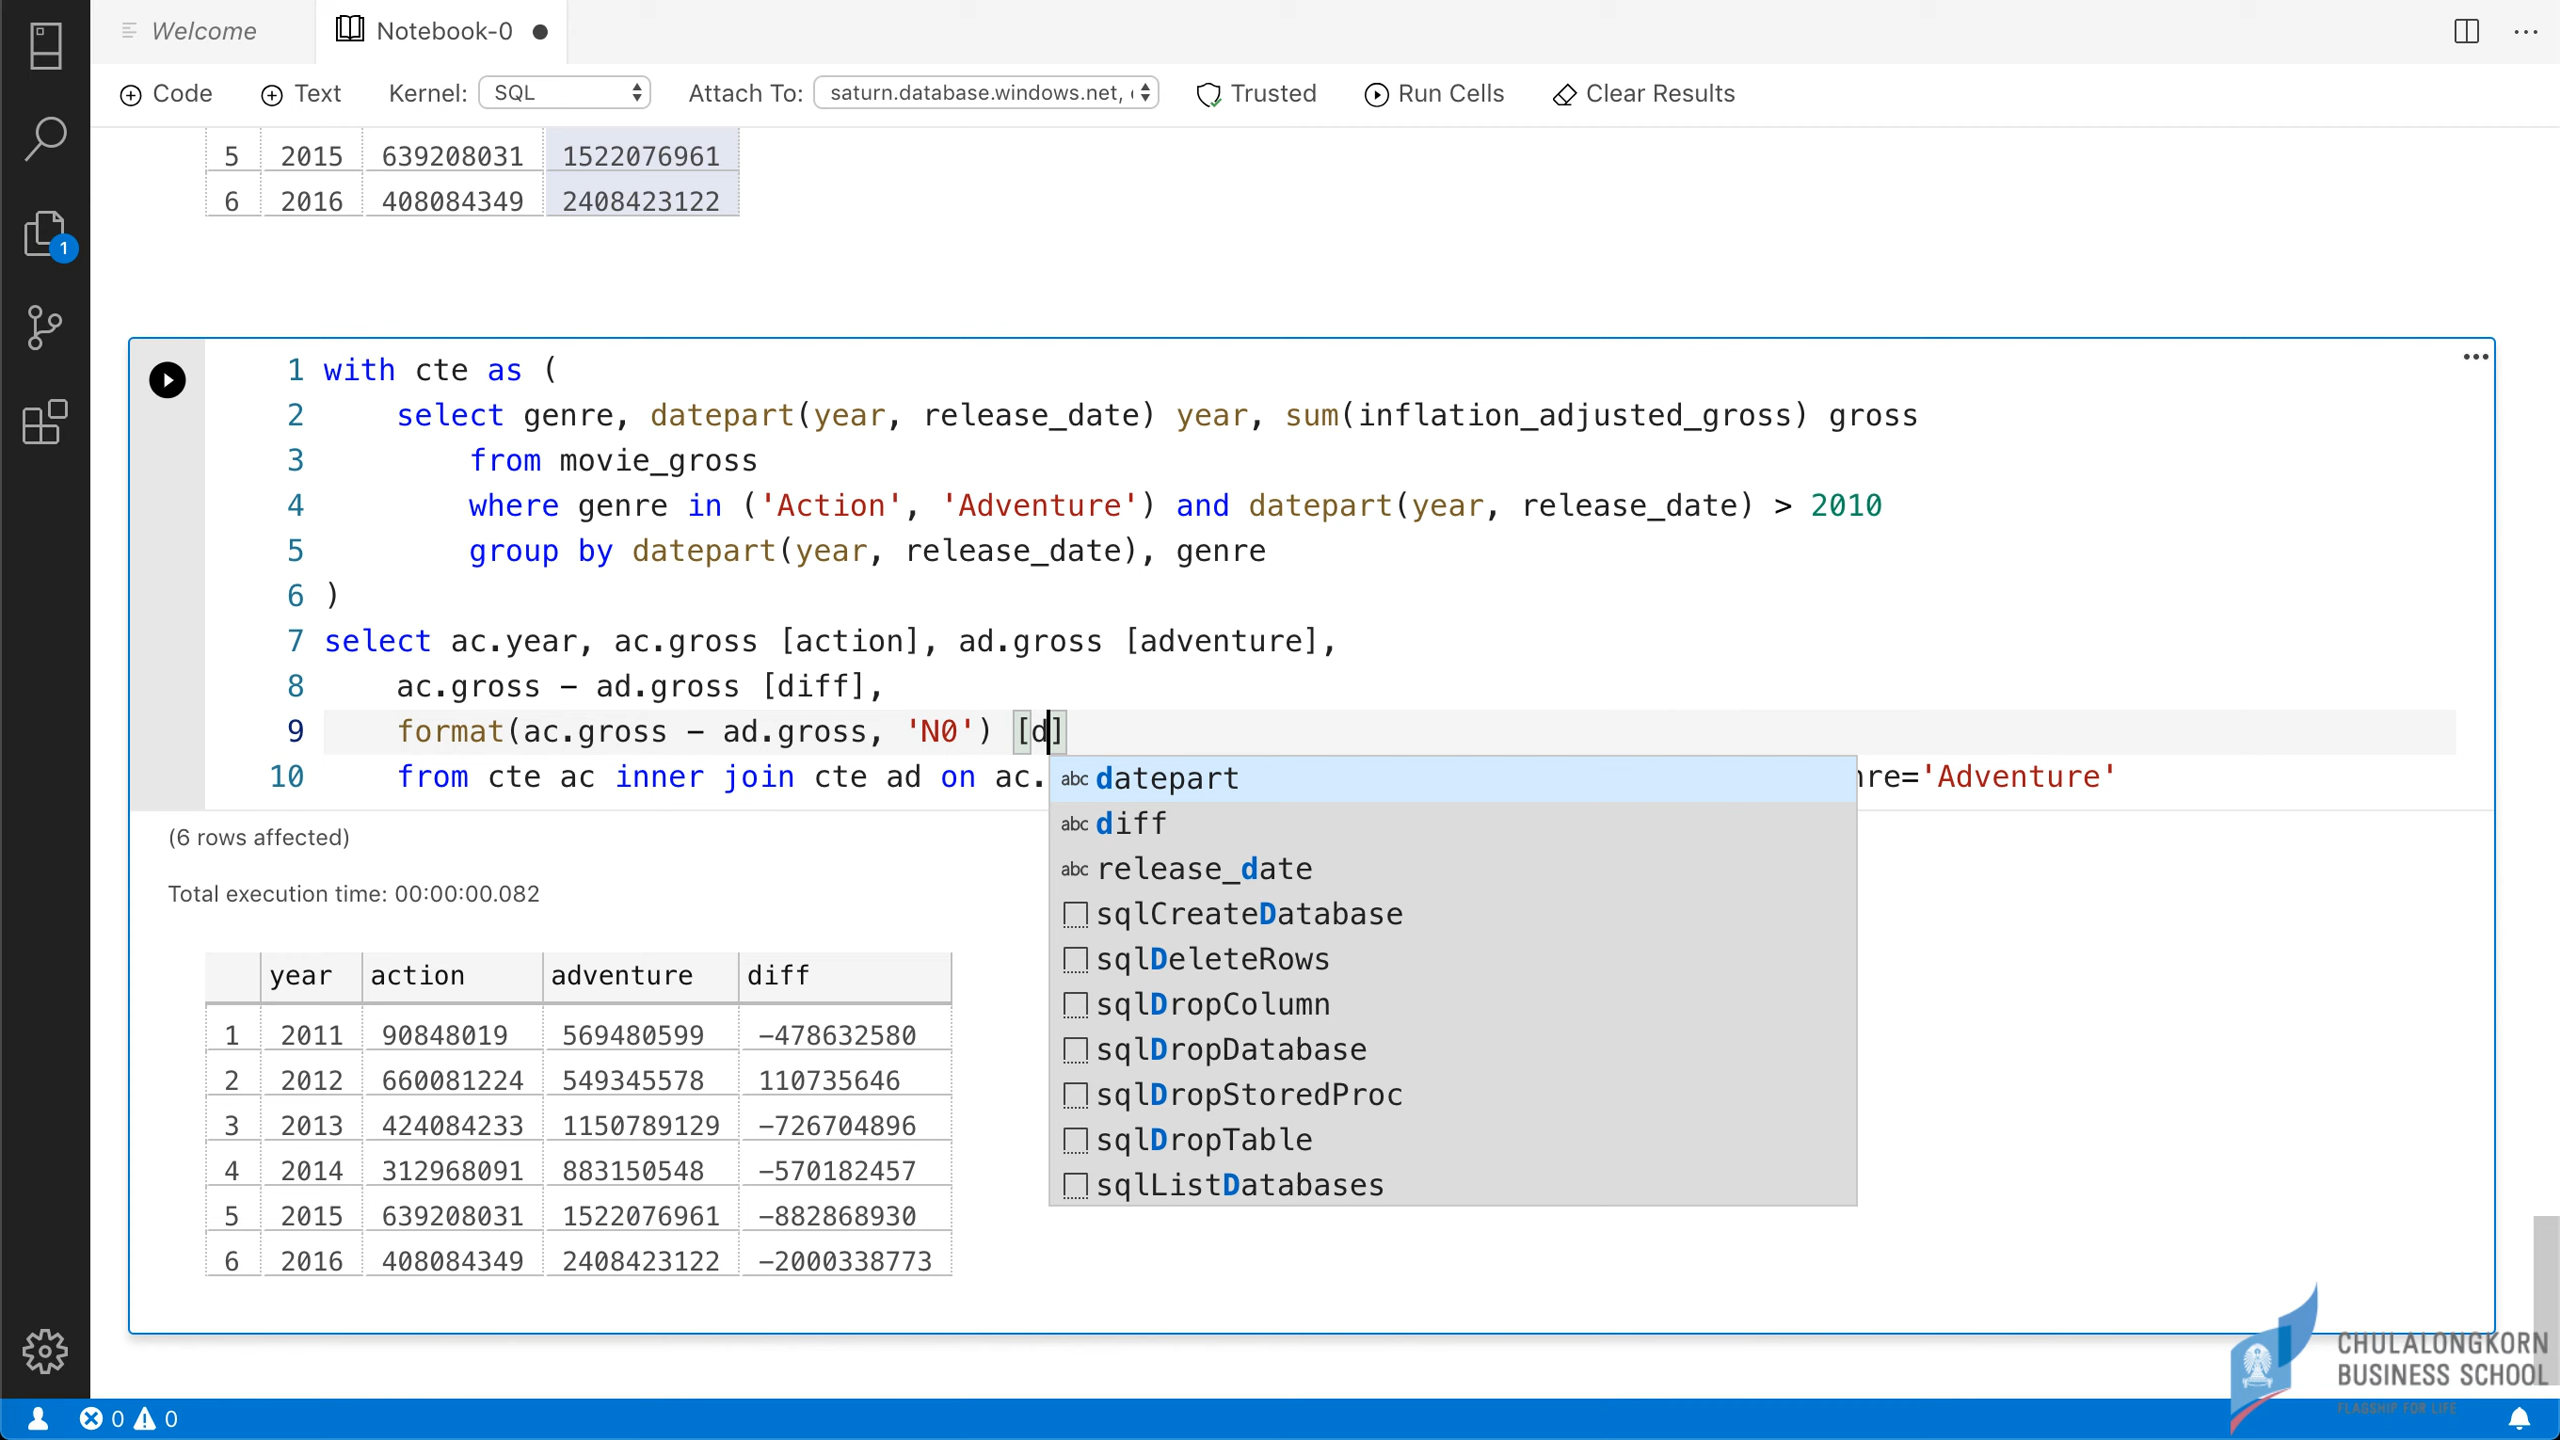 Welcome
Notebook-0
Code Text Kernel: SQL Attach To: saturn.database.windows.net, Trusted Run Cells Clear Results
5 2015 639208031 1522076961
6 2016 408084349 2408423122
1
1 with cte as (
2 select genre, datepart(year, release_date) year, sum(inflation_adjusted_gross) gross
3 from movie_gross
4 where genre in ('Action', 'Adventure') and datepart(year, release_date) > 2010
5 group by datepart(year, release_date), genre
6 )
7 select ac.year, ac.gross [action], ad.gross [adventure],
8 ac.gross - ad.gross [diff],
9 format(ac.gross - ad.gross, 'N0') [d]
10 from cte ac inner join cte ad on ac. nre='Adventure'
abc datepart
abc diff
abc release_date
sqlCreateDatabase
sqlDeleteRows
sqlDropColumn
sqlDropDatabase
sqlDropStoredProc
sqlDropTable
sqlListDatabases
(6 rows affected)
Total execution time: 00:00:00.082
year action adventure diff
1 2011 90848019 569480599 -478632580
2 2012 660081224 549345578 110735646
3 2013 424084233 1150789129 -726704896
4 2014 312968091 883150548 -570182457
5 2015 639208031 1522076961 -882868930
6 2016 408084349 2408423122 -2000338773
CHULALONGKORN
BUSINESS SCHOOL
FLAGSHIP FOR LIFE
0 0